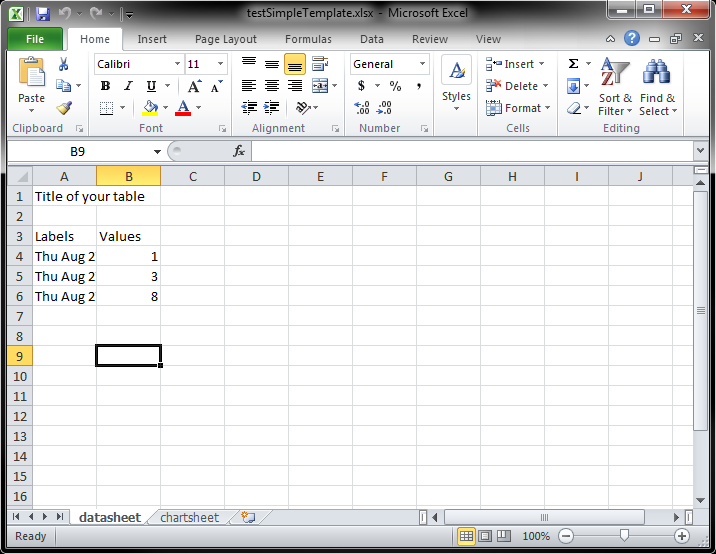 testSimpleTemplate.xlsx - Microsoft Excel
File Home Insert Page Layout Formulas Data Review View
Calibri 11 General Insert
Paste B I U A A $ % , Styles Delete Σ Sort & Filter Find & Select
A .00 .0 Format
Clipboard Font Alignment Number Cells Editing
B9 fx
A B C D E F G H I J
1 Title of your table
2
3 Labels Values
4 Thu Aug 2 1
5 Thu Aug 2 3
6 Thu Aug 2 8
7
8
9
10
11
12
13
14
15
16
datasheet chartsheet
Ready 100%